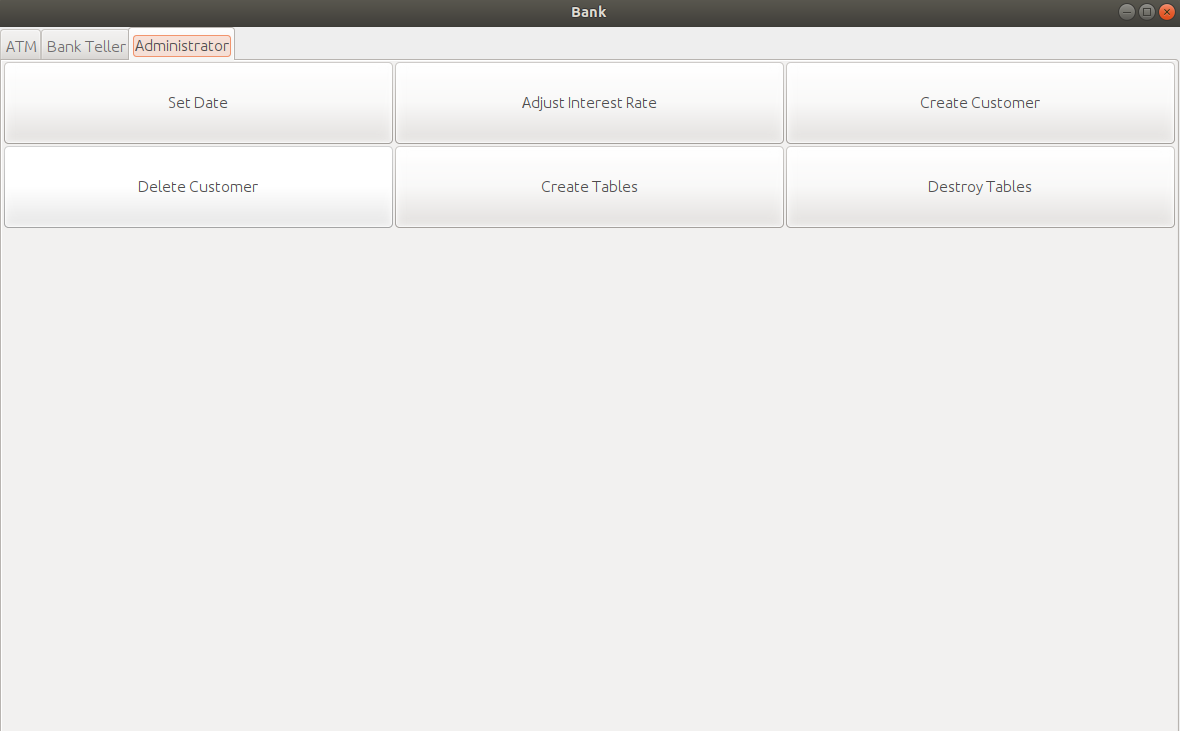 Bank
ATM Bank Teller Administrator
Set Date Adjust Interest Rate Create Customer
Delete Customer Create Tables Destroy Tables